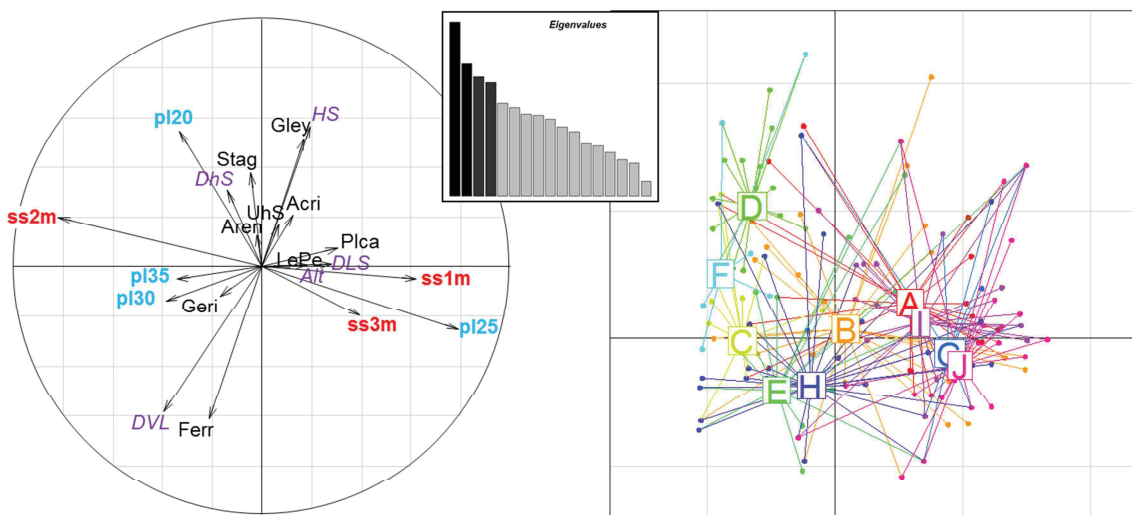 Eigenvalues
HS
Gley
pl20
Stag
DhS
UhS
Acri
Aren
ss2m
Plca
LePe
DLS
Alt
pl35
ss1m
pl30
Geri
ss3m
pl25
DVL
Ferr
D
F
A
I
B
C
G
J
E
H